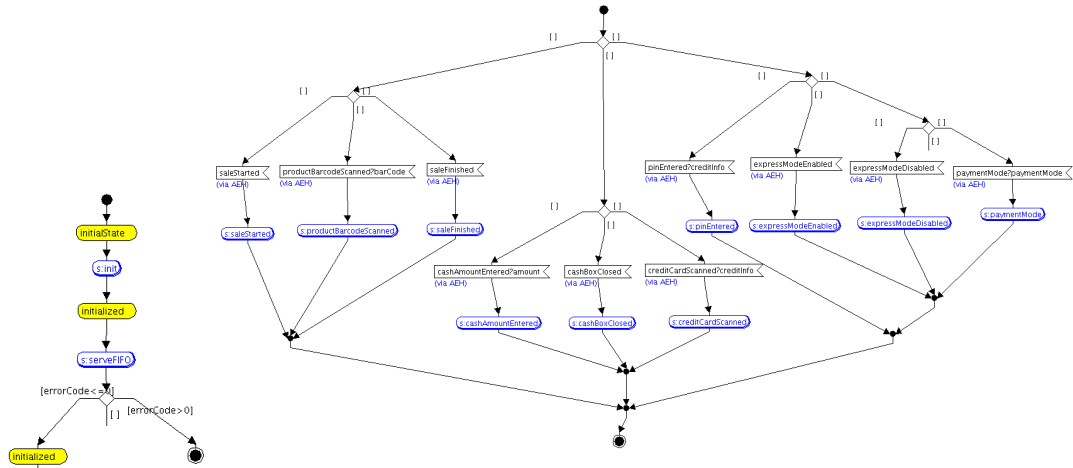 [ ]
[ ]
[ ]
[ ]
[ ]
[ ]
[ ]
[ ]
[ ]
[ ]
[ ]
[ ]
saleStarted
(via AEH)
productBarcodeScanned?barCode
(via AEH)
saleFinished
(via AEH)
pinEntered?creditInfo
(via AEH)
expressModeEnabled
(via AEH)
expressModeDisabled
(via AEH)
paymentMode?paymentMode
(via AEH)
s:saleStarted
s:productBarcodeScanned
s:saleFinished
[ ]
[ ]
[ ]
s:pinEntered
s:expressModeEnabled
s:expressModeDisabled
s:paymentMode
cashAmountEntered?amount
(via AEH)
cashBoxClosed
(via AEH)
creditCardScanned?creditInfo
(via AEH)
s:cashAmountEntered
s:cashBoxClosed
s:creditCardScanned
initialState
s:init
initialized
s:serveFIFO
[errorCode<=0]
[errorCode>0]
[ ]
initialized